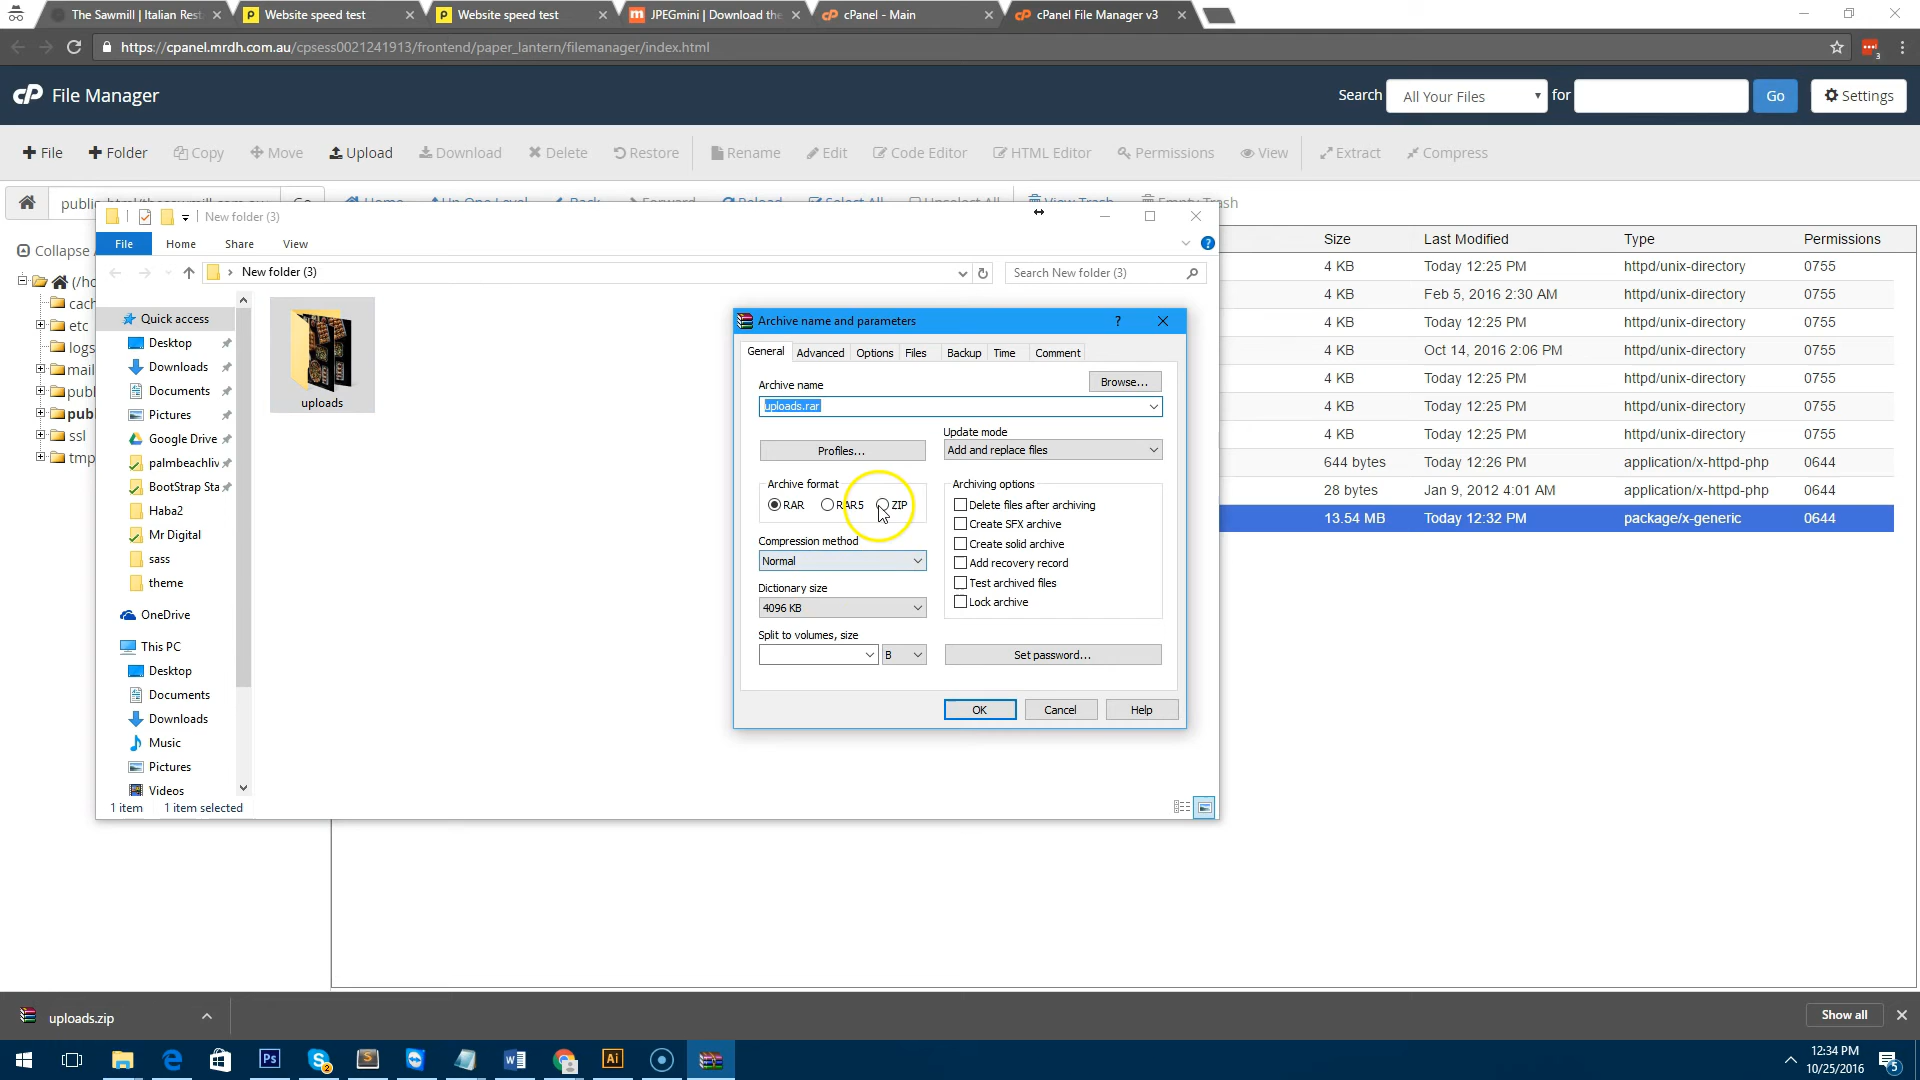 The Sawmill | Italian Rest
Website speed test
Website speed test
JPEGmini | Download the
cPanel - Main
cPanel File Manager v3
https://cpanel.mrdh.com.au/cpsess0021241913/frontend/paper_lantern/filemanager/index.html
3
cP File Manager
Search All Your Files for Go Settings
File Folder Copy Move Upload Download Delete Restore Rename Edit Code Editor HTML Editor Permissions View Extract Compress
Collapse
cach
etc
logs
mail
publ
publ
ssl
tmp
Size Last Modified Type Permissions
4 KB Today 12:25 PM httpd/unix-directory 0755
4 KB Feb 5, 2016 2:30 AM httpd/unix-directory 0755
4 KB Today 12:25 PM httpd/unix-directory 0755
4 KB Oct 14, 2016 2:06 PM httpd/unix-directory 0755
4 KB Today 12:25 PM httpd/unix-directory 0755
4 KB Today 12:25 PM httpd/unix-directory 0755
4 KB Today 12:25 PM httpd/unix-directory 0755
644 bytes Today 12:26 PM application/x-httpd-php 0644
28 bytes Jan 9, 2012 4:01 AM application/x-httpd-php 0644
13.54 MB Today 12:32 PM package/x-generic 0644
New folder (3)
File Home Share View
New folder (3)
Search New folder (3)
Quick access
Desktop
Downloads
Documents
Pictures
Google Drive
palmbeachliv
BootStrap Sta
Haba2
Mr Digital
sass
theme
OneDrive
This PC
Desktop
Documents
Downloads
Music
Pictures
Videos
1 item 1 item selected
uploads
Archive name and parameters
?
General Advanced Options Files Backup Time Comment
Archive name
Browse...
uploads.rar
Profiles...
Update mode
Add and replace files
Archive format
RAR RAR5 ZIP
Compression method
Normal
Dictionary size
4096 KB
Split to volumes, size
B
Archiving options
Delete files after archiving
Create SFX archive
Create solid archive
Add recovery record
Test archived files
Lock archive
Set password...
OK Cancel Help
uploads.zip
Show all
Ps
S
2
S
W
Ai
12:34 PM
10/25/2016
5